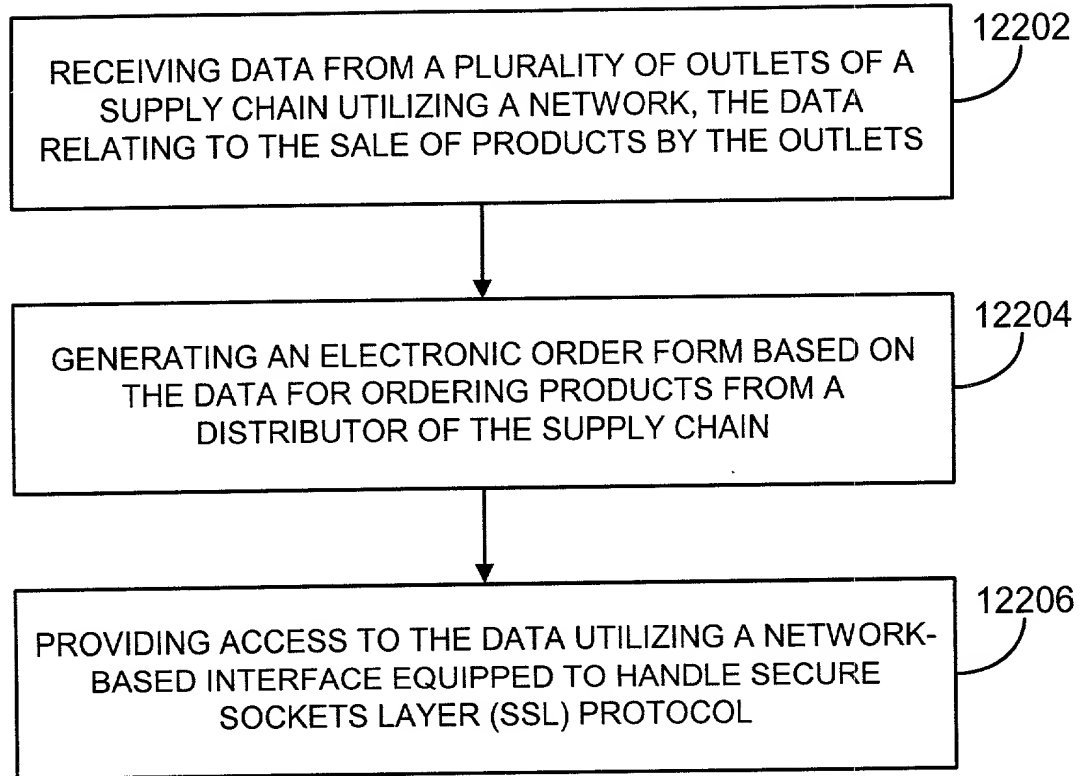 12202
RECEIVING DATA FROM A PLURALITY OF OUTLETS OF A
SUPPLY CHAIN UTILIZING A NETWORK, THE DATA
RELATING TO THE SALE OF PRODUCTS BY THE OUTLETS
12204
GENERATING AN ELECTRONIC ORDER FORM BASED ON
THE DATA FOR ORDERING PRODUCTS FROM A
DISTRIBUTOR OF THE SUPPLY CHAIN
12206
PROVIDING ACCESS TO THE DATA UTILIZING A NETWORK-
BASED INTERFACE EQUIPPED TO HANDLE SECURE
SOCKETS LAYER (SSL) PROTOCOL